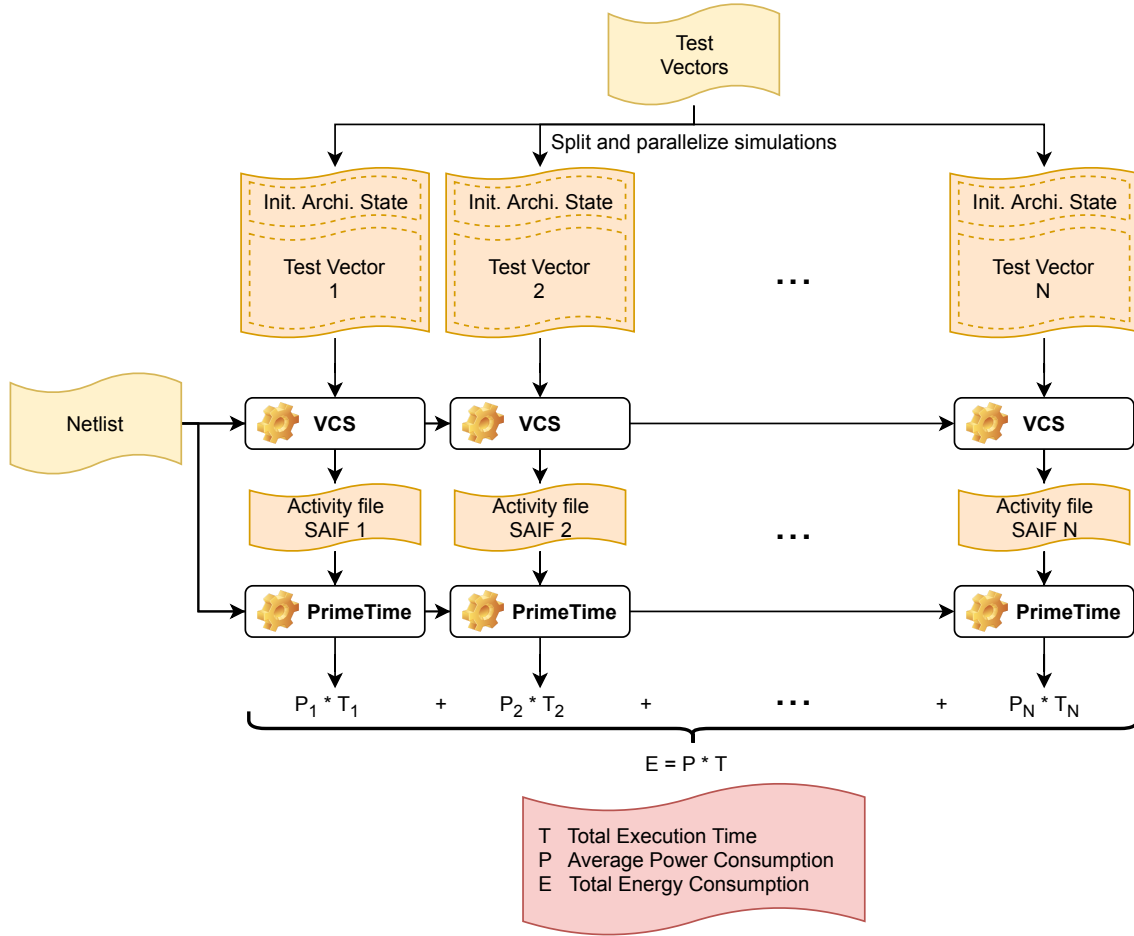 Test
Vectors
Split and parallelize simulations
Init. Archi. State
Init. Archi. State
Init. Archi. State
Test Vector
1
Test Vector
2
...
Test Vector
N
Netlist
VCS
VCS
VCS
Activity file
SAIF 1
Activity file
SAIF 2
...
Activity file
SAIF N
PrimeTime
PrimeTime
PrimeTime
P1 * T1 + P2 * T2 + ... + PN * TN
E = P * T
T Total Execution Time
P Average Power Consumption
E Total Energy Consumption